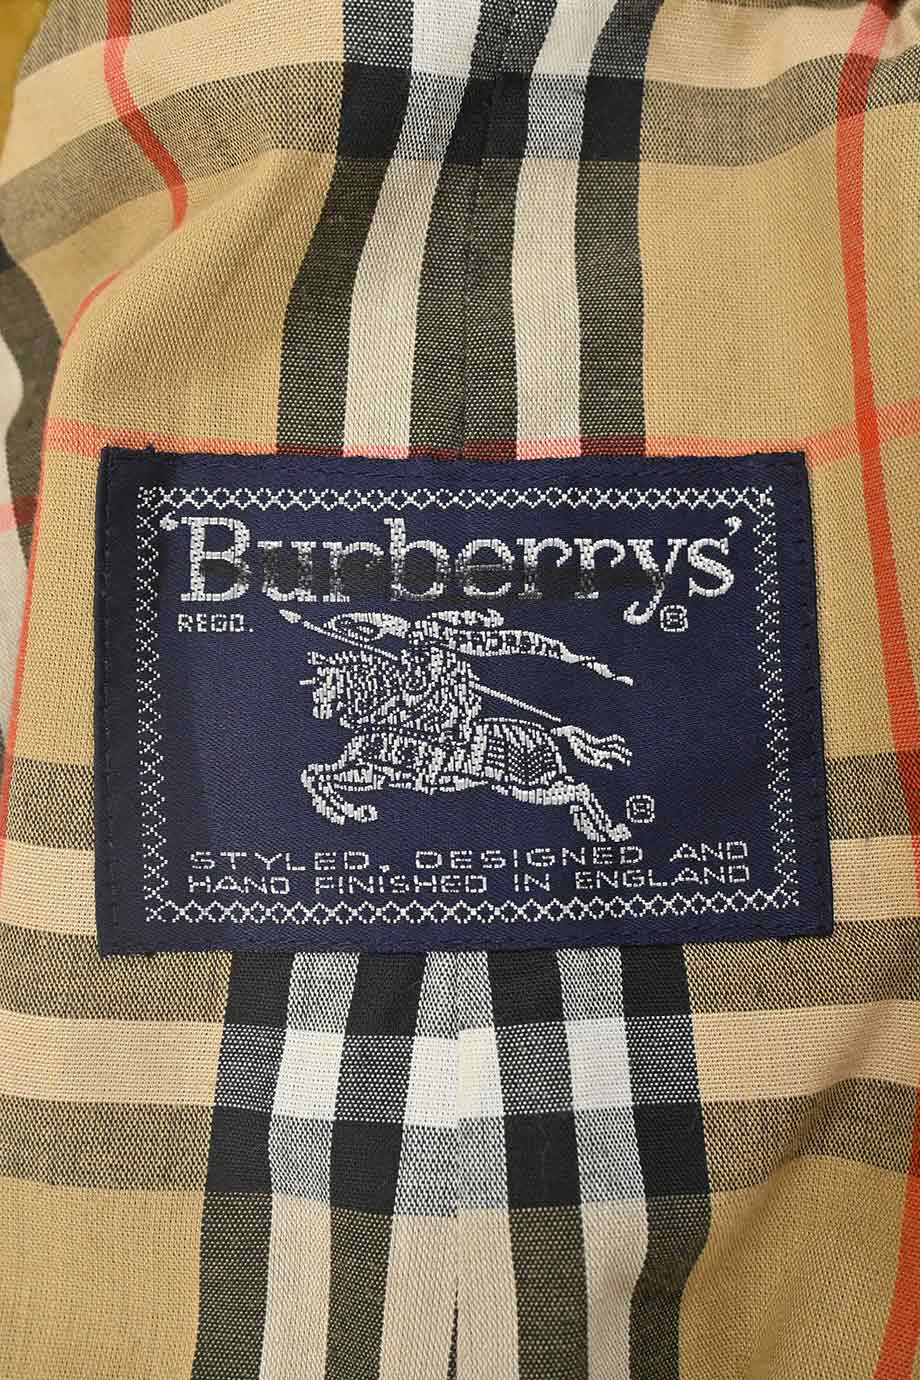 'Burberrys'
REGD. ®
®
STYLED, DESIGNED AND
HAND FINISHED IN ENGLAND